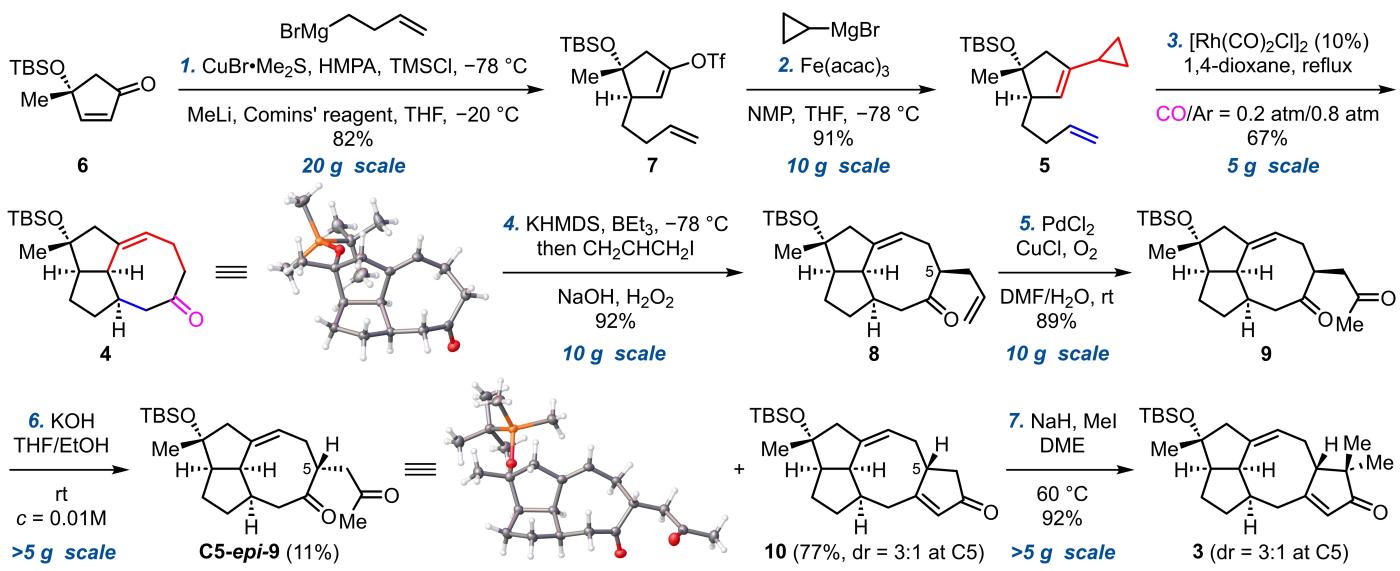 BrMg
MgBr
TBSO
Me
O
6
1. CuBr•Me2S, HMPA, TMSCl, −78 °C
MeLi, Comins' reagent, THF, −20 °C
82%
20 g scale
TBSO
Me
H
OTf
7
2. Fe(acac)3
NMP, THF, −78 °C
91%
10 g scale
TBSO
Me
H
5
3. [Rh(CO)2Cl]2 (10%)
1,4-dioxane, reflux
CO/Ar = 0.2 atm/0.8 atm
67%
5 g scale
TBSO
Me
H
H
H
O
4
4. KHMDS, BEt3, −78 °C
then CH2CHCH2I
NaOH, H2O2
92%
10 g scale
TBSO
Me
H
H
5
H
O
8
5. PdCl2
CuCl, O2
DMF/H2O, rt
89%
10 g scale
TBSO
Me
H
H
H
O
O
Me
9
6. KOH
THF/EtOH
rt
c = 0.01M
>5 g scale
TBSO
Me
H
H
H
5
H
O
O
Me
C5-epi-9 (11%)
+
TBSO
Me
H
H
H
5
H
O
10 (77%, dr = 3:1 at C5)
7. NaH, MeI
DME
60 °C
92%
>5 g scale
TBSO
Me
H
H
H
H
Me
Me
O
3 (dr = 3:1 at C5)